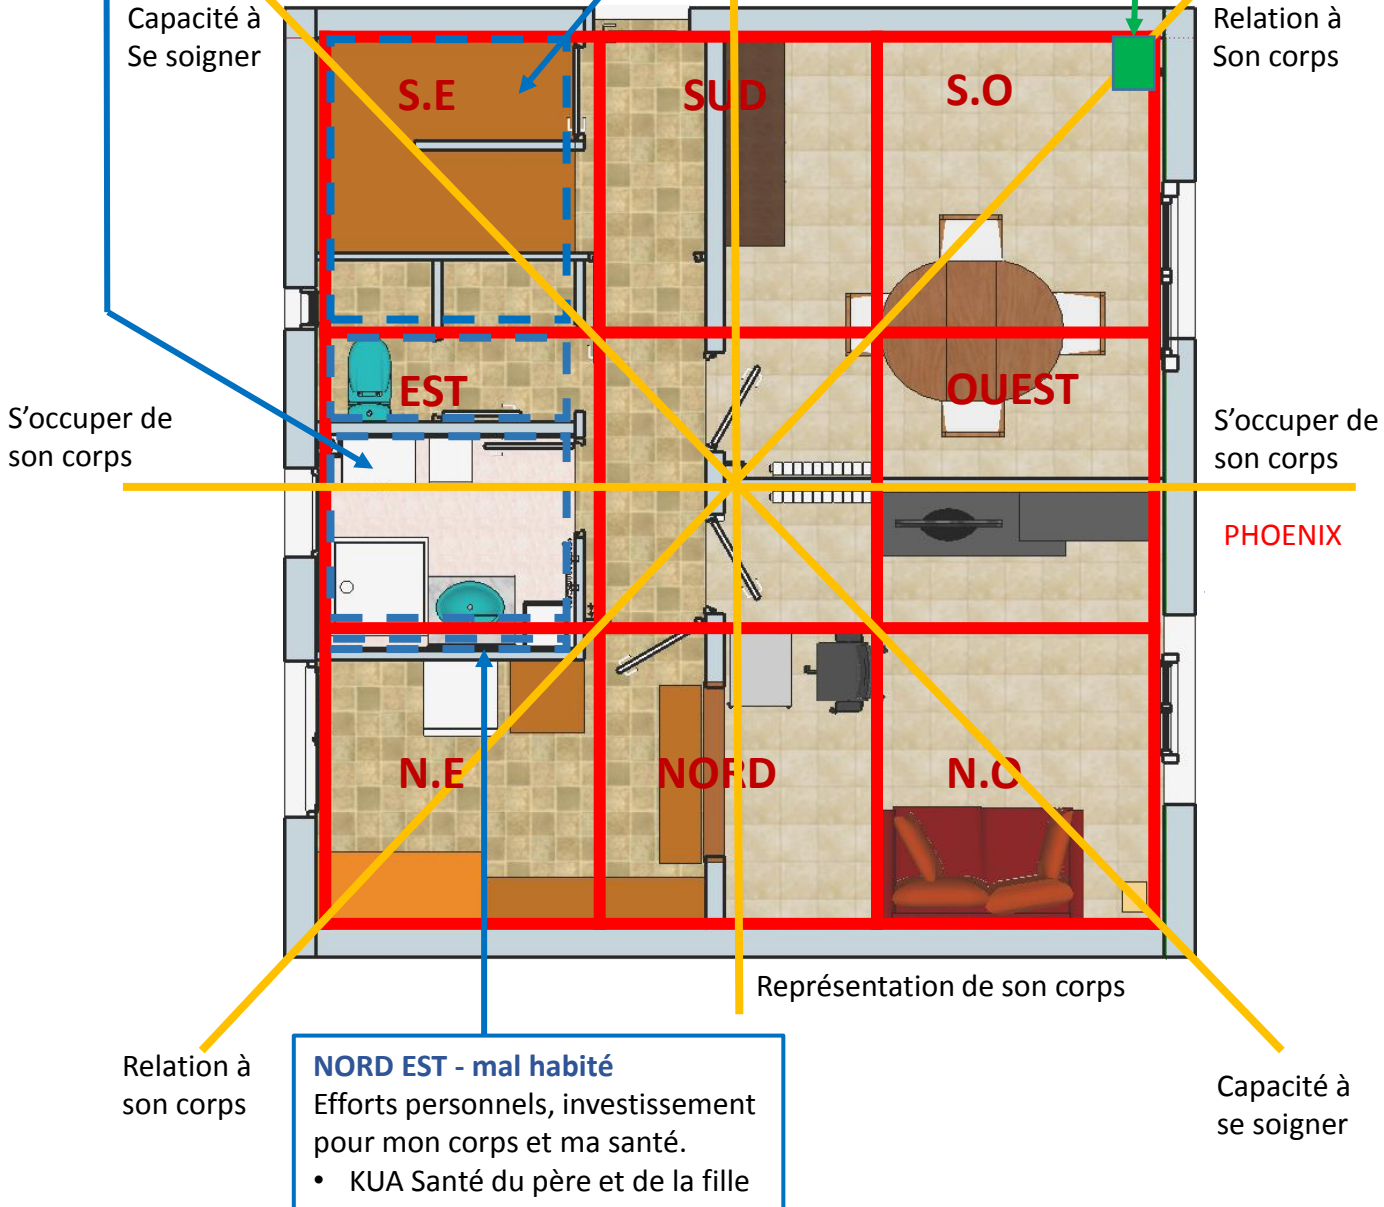 Capacité à
Se soigner
Relation à
Son corps
S.E
SUD
S.O
EST
OUEST
S’occuper de
son corps
S’occuper de
son corps
PHOENIX
N.E
NORD
N.O
Représentation de son corps
Relation à
son corps
NORD EST - mal habité
Efforts personnels, investissement
pour mon corps et ma santé.
• KUA Santé du père et de la fille
Capacité à
se soigner